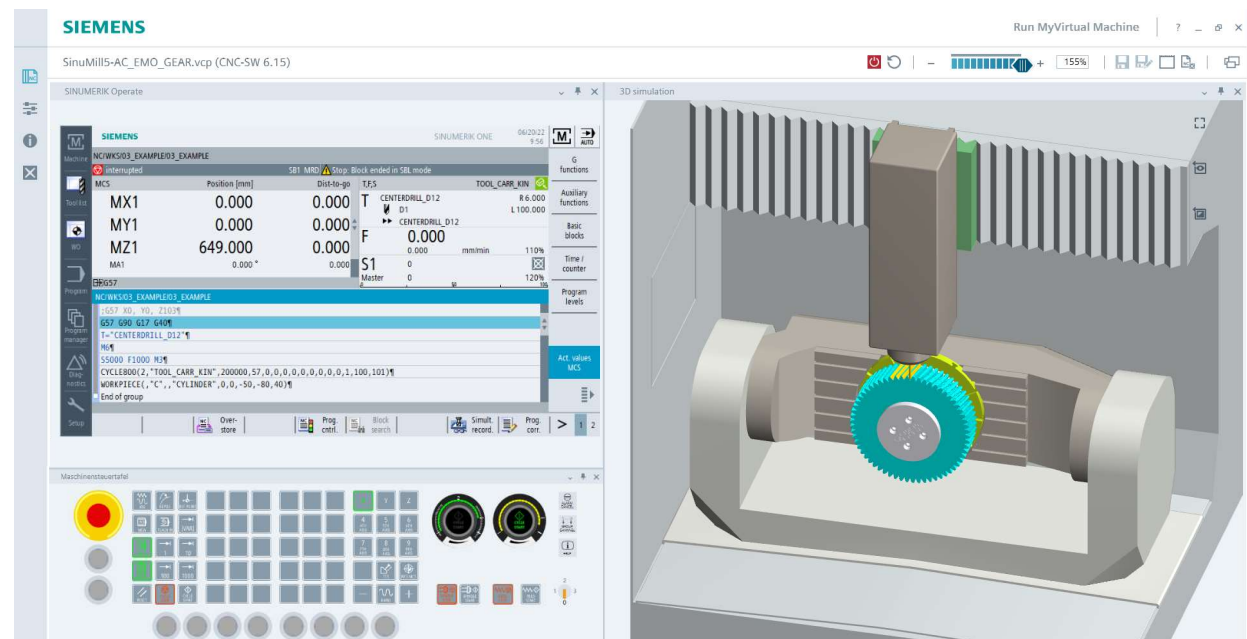 SIEMENS
Run MyVirtual Machine
?
SinuMill5-AC_EMO_GEAR.vcp (CNC-SW 6.15)
- + 155%
SINUMERIK Operate
3D simulation
SIEMENS
SINUMERIK ONE
06/20/22
9:56
M
AUTO
Machine
NC/WKS/03_EXAMPLE/03_EXAMPLE
G
functions
interrupted
SB1 MRD Stop: Block ended in SBL mode
MCS Position [mm] Dist-to-go T,F,S TOOL_CARR_KIN
Tool list
MX1 0.000 0.000 T CENTERDRILL_D12 R 6.000
D1 L 100.000
Auxiliary
functions
MY1 0.000 0.000 CENTERDRILL_D12
F 0.000
Basic
blocks
WO
MZ1 649.000 0.000 0.000 mm/min 110%
MA1 0.000 ° 0.000 S1 0
Master 0 120%
Time /
counter
G57
Program
NC/WKS/03_EXAMPLE/03_EXAMPLE
Program
levels
;G57 X0, Y0, Z103¶
G57 G90 G17 G40¶
T="CENTERDRILL_D12"¶
Program
manager
M6¶
S5000 F1000 M3¶
CYCLE800(2,"TOOL_CARR_KIN",200000,57,0,0,0,0,0,0,0,0,0,1,100,101)¶
WORKPIECE(,"C",,"CYLINDER",0,0,-50,-80,40)¶
End of group
Act. values
MCS
Diag-
nostics
Setup
Over-
store
Prog.
cntrl.
Block
search
Simult.
record.
Prog.
corr.
> 1 2
Maschinensteuertafel
X Y Z
- +